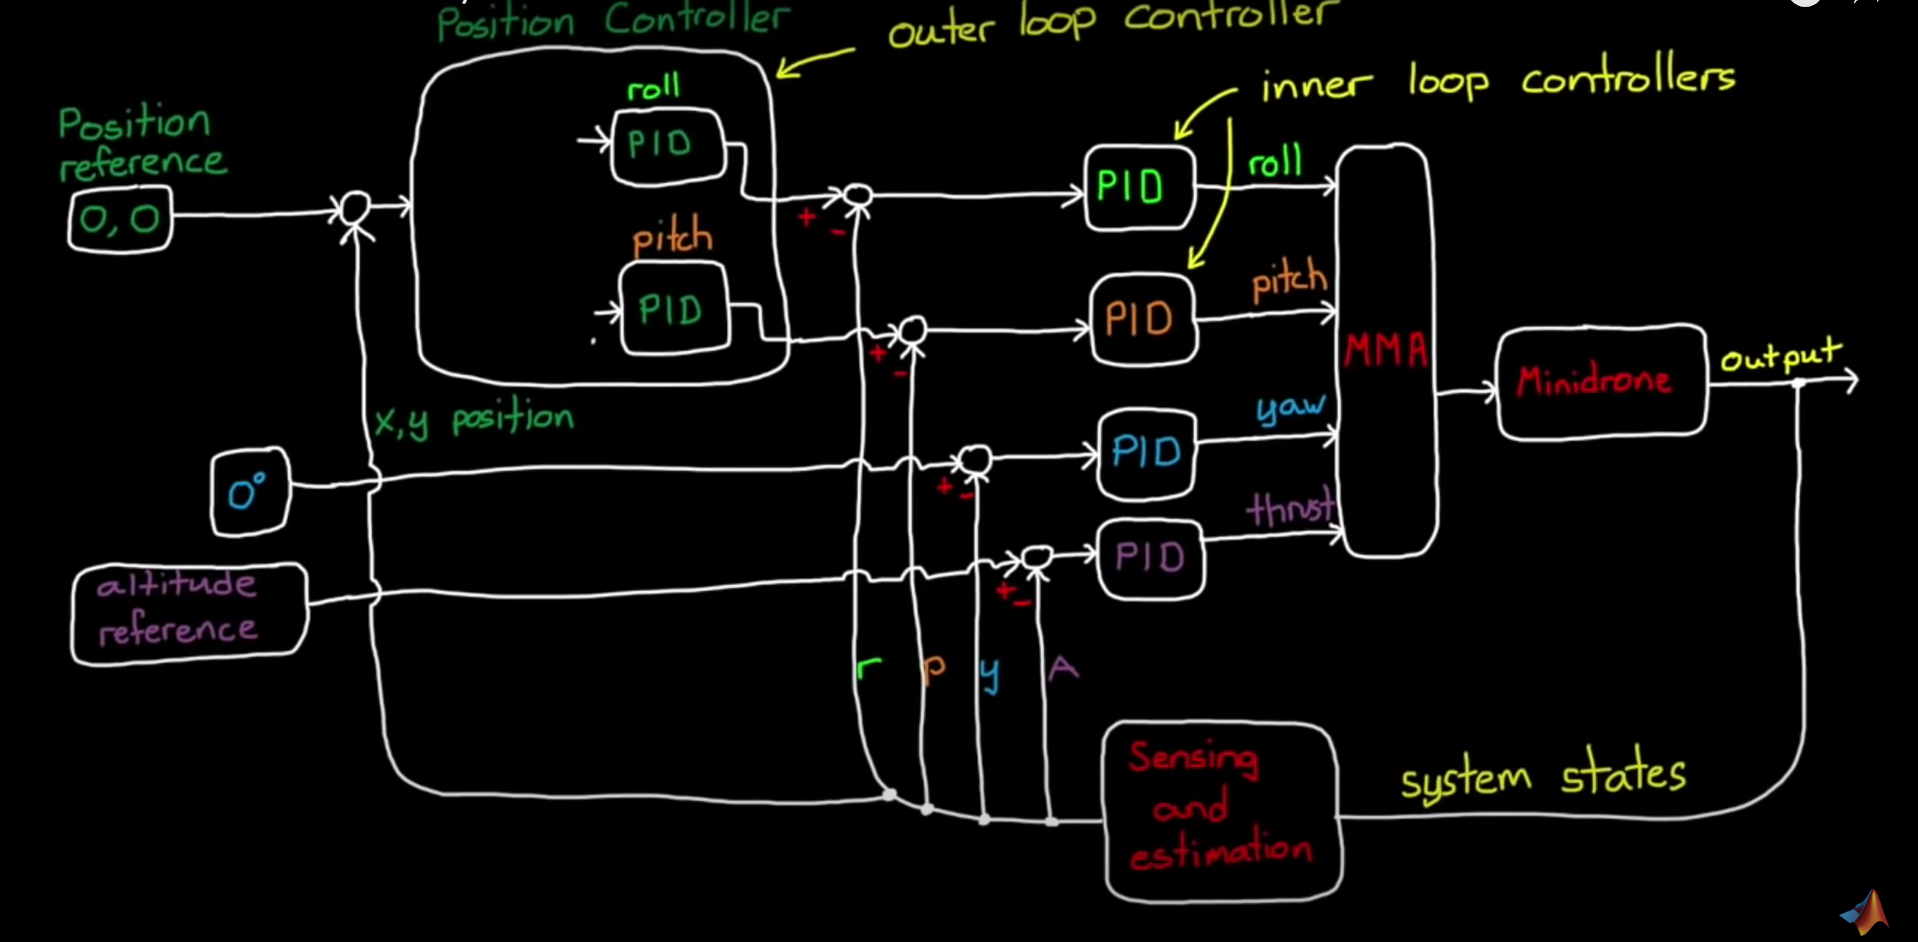 Position Controller
outer loop controller
inner loop controllers
Position
reference
0,0
roll
PID
pitch
PID
+
-
+
-
PID
roll
PID
pitch
MMA
Minidrone
output
x,y position
0°
+
-
PID
yaw
altitude
reference
+
-
PID
thrust
r
p
y
A
Sensing
and
estimation
system states